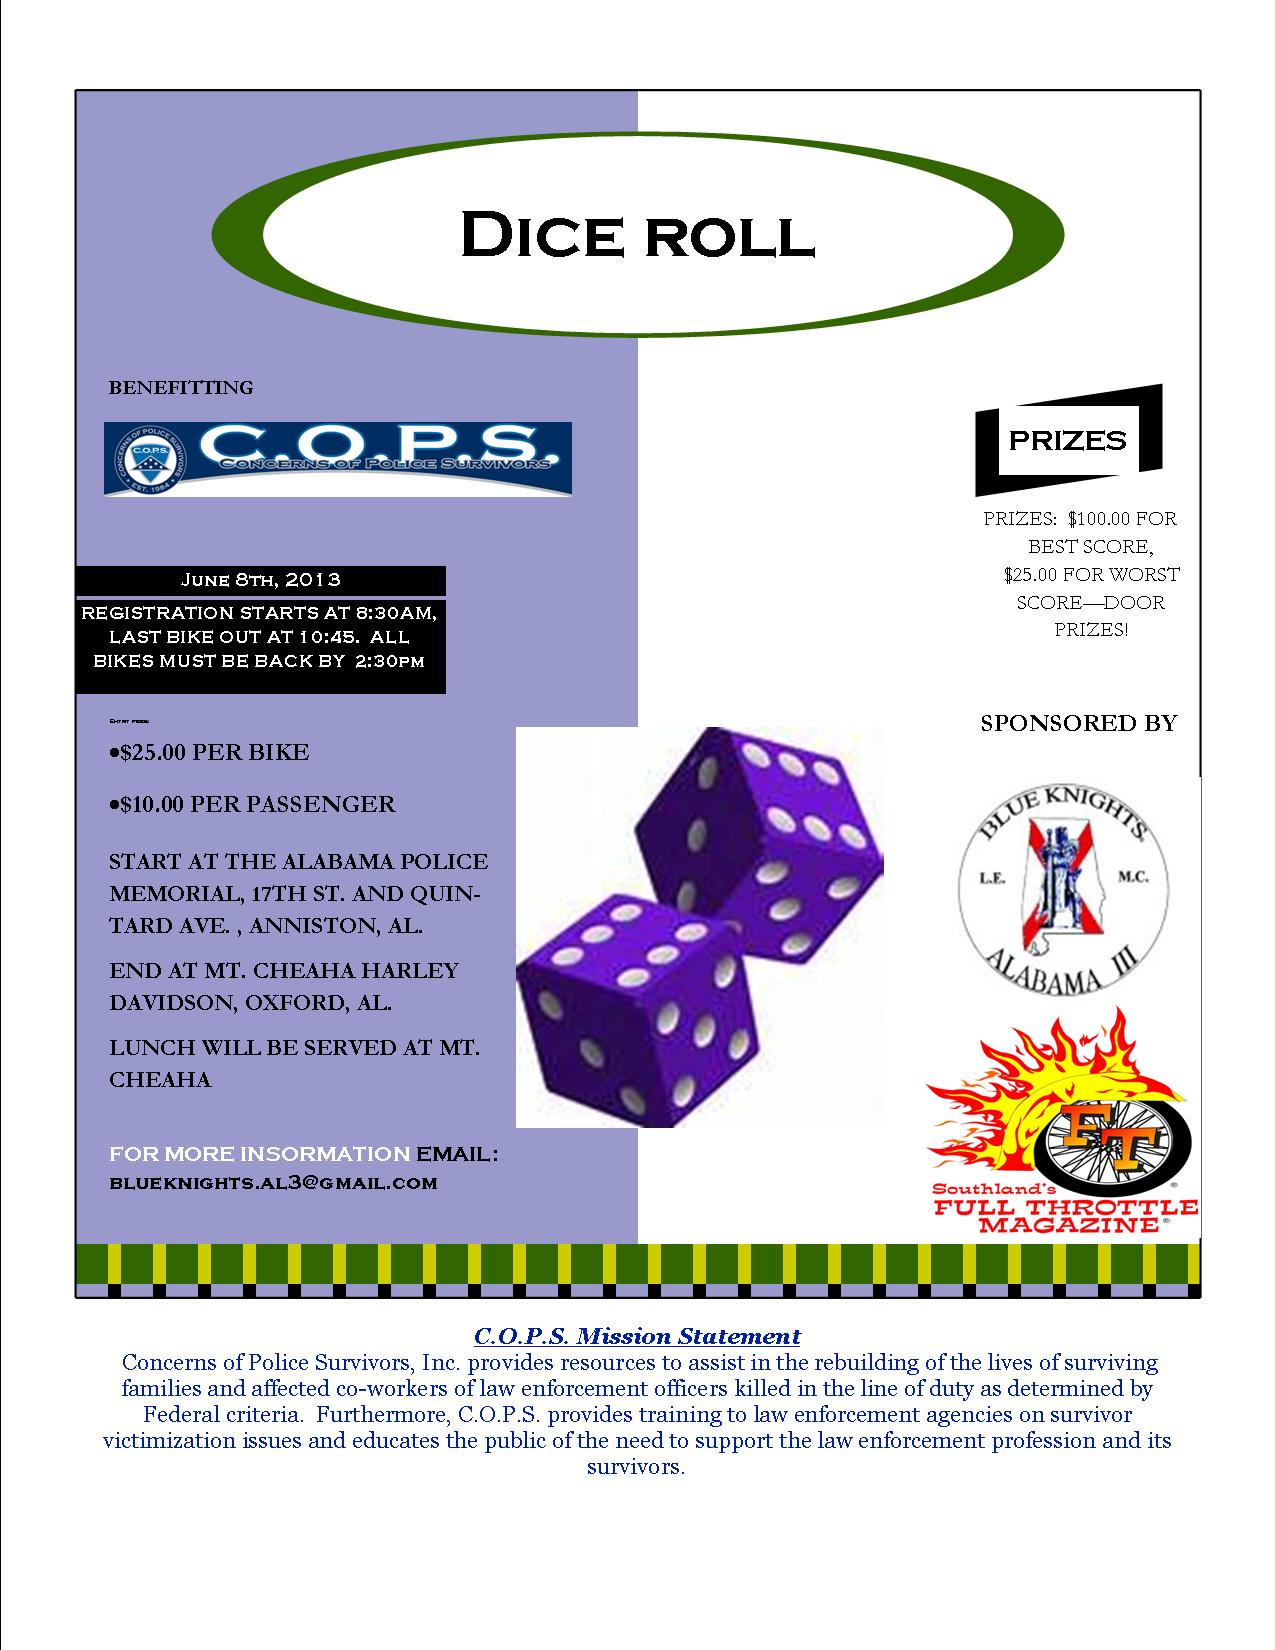 DICE ROLL
BENEFITTING
C.O.P.S.
CONCERNS OF POLICE SURVIVORS
CONCERNS OF POLICE SURVIVORS
C.O.P.S.
EST. 1984
PRIZES
PRIZES:  $100.00 FOR
BEST SCORE,
$25.00 FOR WORST
SCORE—DOOR
PRIZES!
JUNE 8TH, 2013
REGISTRATION STARTS AT 8:30AM,
LAST BIKE OUT AT 10:45.  ALL
BIKES MUST BE BACK BY  2:30PM
•$25.00 PER BIKE
•$10.00 PER PASSENGER
START AT THE ALABAMA POLICE
MEMORIAL, 17TH ST. AND QUIN-
TARD AVE. , ANNISTON, AL.
END AT MT. CHEAHA HARLEY
DAVIDSON, OXFORD, AL.
LUNCH WILL BE SERVED AT MT.
CHEAHA
FOR MORE INSORMATION EMAIL:
BLUEKNIGHTS.AL3@GMAIL.COM
SPONSORED BY
BLUE KNIGHTS®
L.E. M.C.
ALABAMA III
FT
Southland's
FULL THROTTLE
MAGAZINE®
C.O.P.S. Mission Statement
Concerns of Police Survivors, Inc. provides resources to assist in the rebuilding of the lives of surviving
families and affected co-workers of law enforcement officers killed in the line of duty as determined by
Federal criteria.  Furthermore, C.O.P.S. provides training to law enforcement agencies on survivor
victimization issues and educates the public of the need to support the law enforcement profession and its
survivors.